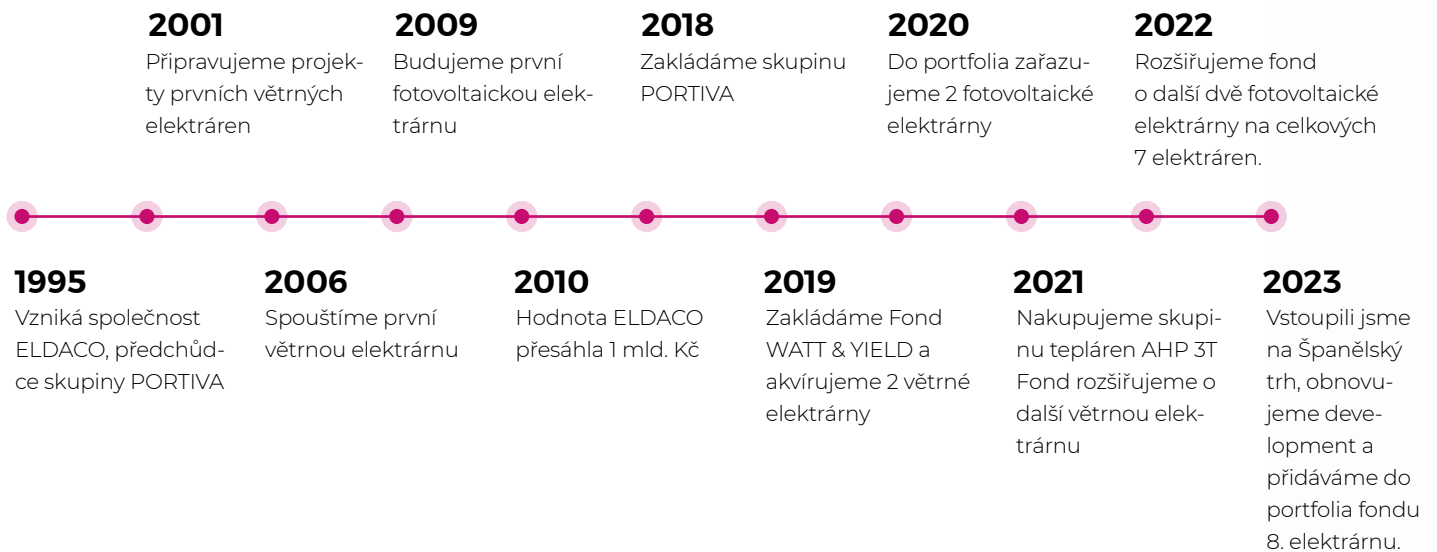 2001
Připravujeme projek-
ty prvních větrných
elektráren
2009
Budujeme první
fotovoltaickou elek-
trárnu
2018
Zakládáme skupinu
PORTIVA
2020
Do portfolia zařazu-
jeme 2 fotovoltaické
elektrárny
2022
Rozšiřujeme fond
o další dvě fotovoltaické
elektrárny na celkových
7 elektráren.
1995
Vzniká společnost
ELDACO, předchůd-
ce skupiny PORTIVA
2006
Spouštíme první
větrnou elektrárnu
2010
Hodnota ELDACO
přesáhla 1 mld. Kč
2019
Zakládáme Fond
WATT & YIELD a
akvírujeme 2 větrné
elektrárny
2021
Nakupujeme skupi-
nu tepláren AHP 3T
Fond rozšiřujeme o
další větrnou elek-
trárnu
2023
Vstoupili jsme
na Španělský
trh, obnovu-
jeme deve-
lopment a
přidáváme do
portfolia fondu
8. elektrárnu.